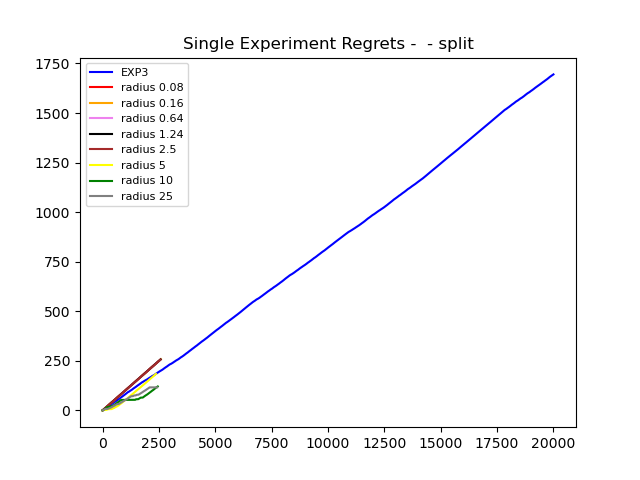 Single Experiment Regrets -  - split
1750
1500
1250
1000
750
500
250
0
EXP3
radius 0.08
radius 0.16
radius 0.64
radius 1.24
radius 2.5
radius 5
radius 10
radius 25
0 2500 5000 7500 10000 12500 15000 17500 20000